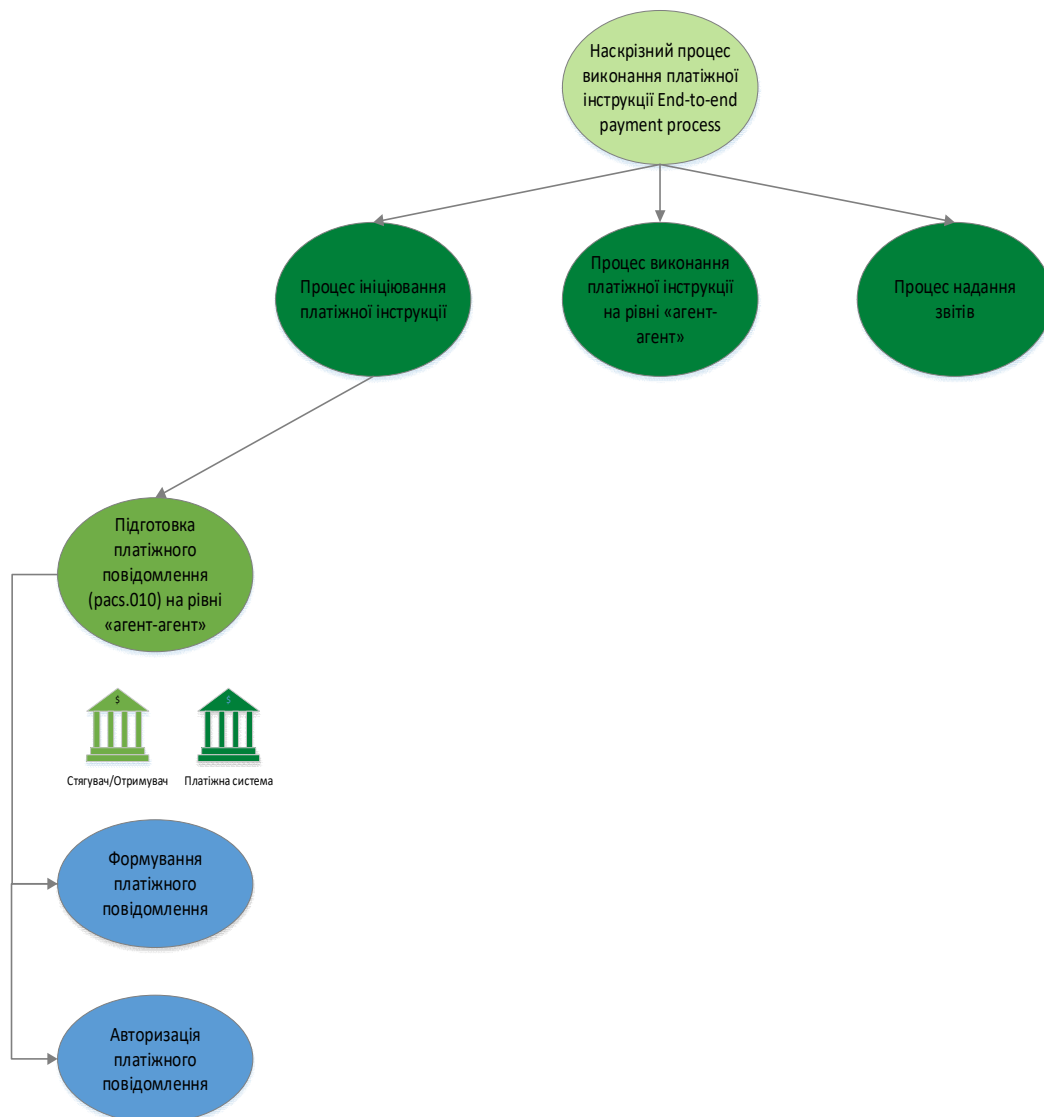 Наскрізний процес
виконання платіжної
інструкції End-to-end
payment process
Процес ініціювання
платіжної інструкції
Процес виконання
платіжної інструкції
на рівні «агент-
агент»
Процес надання
звітів
Підготовка
платіжного
повідомлення
(pacs.010) на рівні
«агент-агент»
$
$
Стягувач/Отримувач
Платіжна система
Формування
платіжного
повідомлення
Авторизація
платіжного
повідомлення